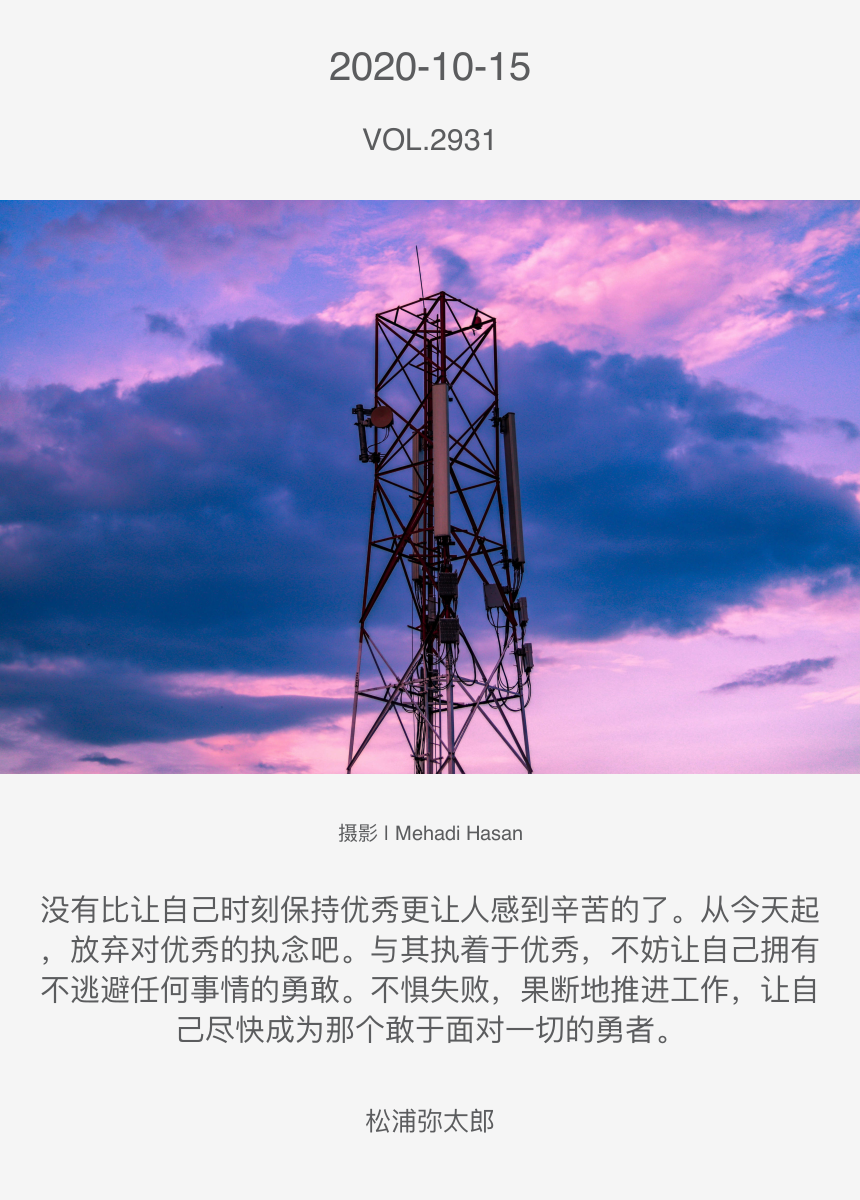 2020-10-15
VOL.2931
摄影 | Mehadi Hasan
没有比让自己时刻保持优秀更让人感到辛苦的了。从今天起
，放弃对优秀的执念吧。与其执着于优秀，不妨让自己拥有
不逃避任何事情的勇敢。不惧失败，果断地推进工作，让自
己尽快成为那个敢于面对一切的勇者。
松浦弥太郎